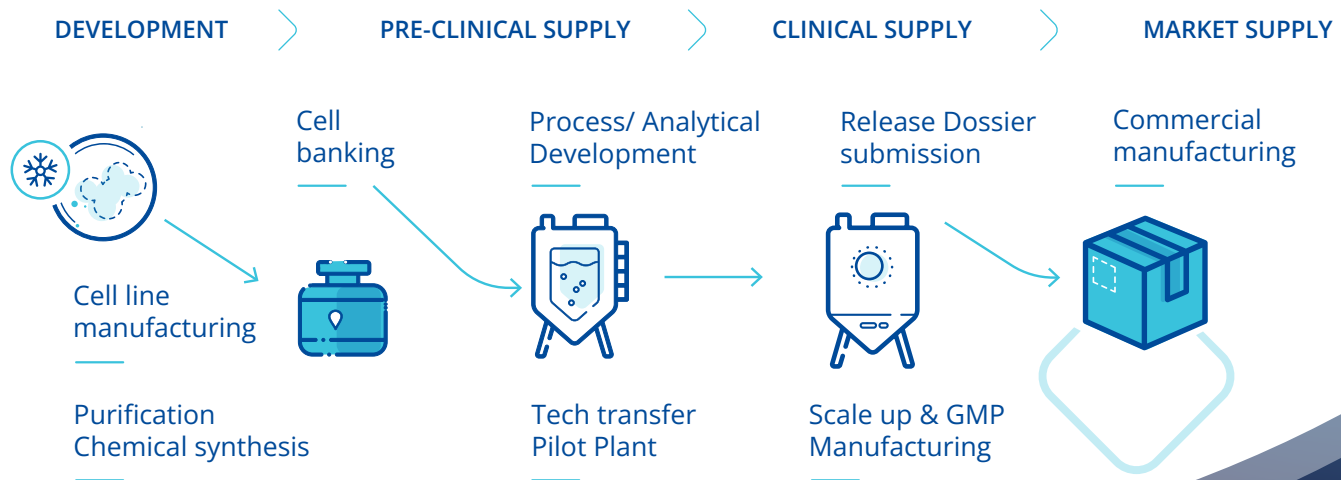 DEVELOPMENT
PRE-CLINICAL SUPPLY
CLINICAL SUPPLY
MARKET SUPPLY
Cell line
manufacturing
Purification
Chemical synthesis
Cell
banking
Process/ Analytical
Development
Tech transfer
Pilot Plant
Release Dossier
submission
Scale up & GMP
Manufacturing
Commercial
manufacturing